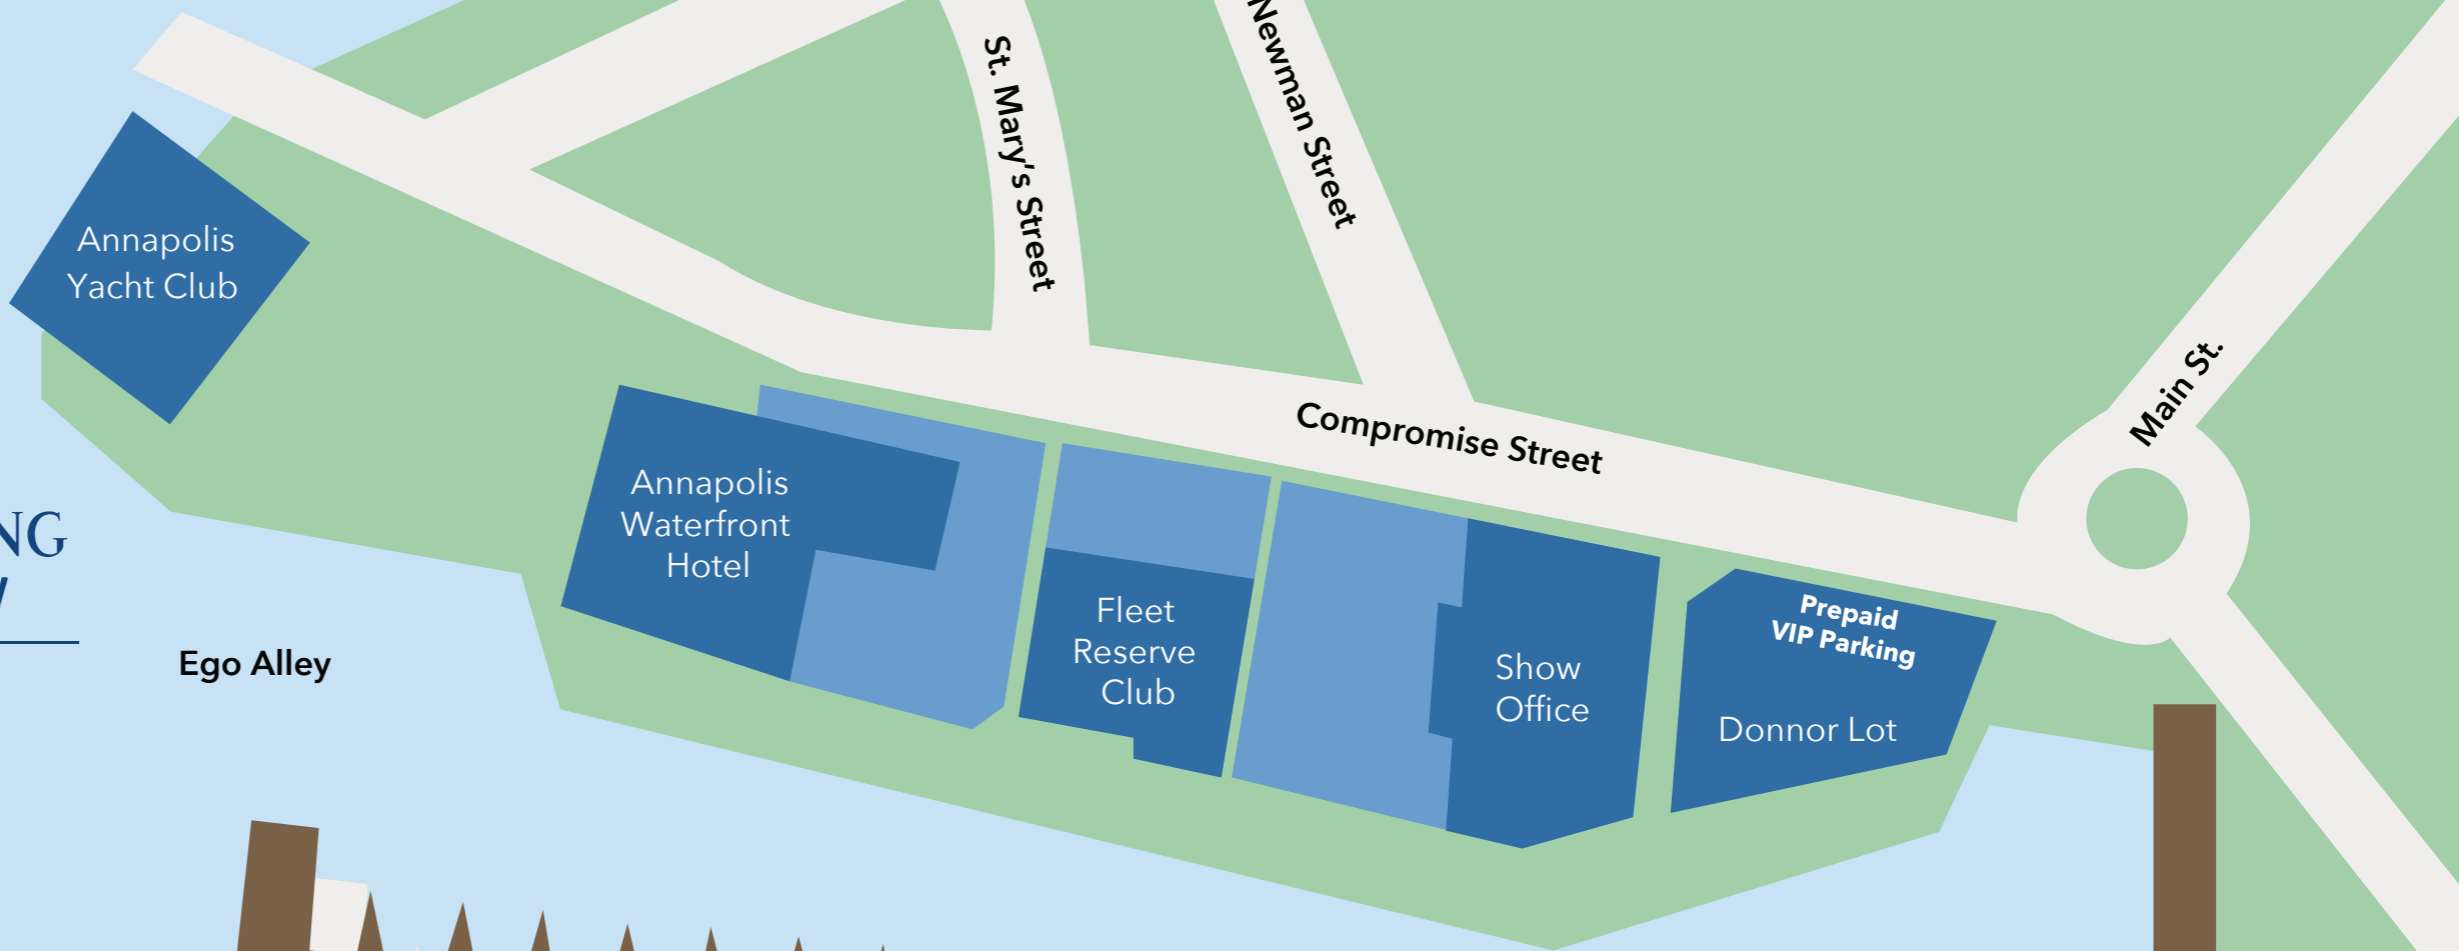 St. Mary's Street
Newman Street
Annapolis
Yacht Club
Main St.
Compromise Street
Annapolis
Waterfront
Hotel
NG
Fleet
Reserve
Club
Prepaid
VIP Parking
Show
Office
Donnor Lot
Ego Alley